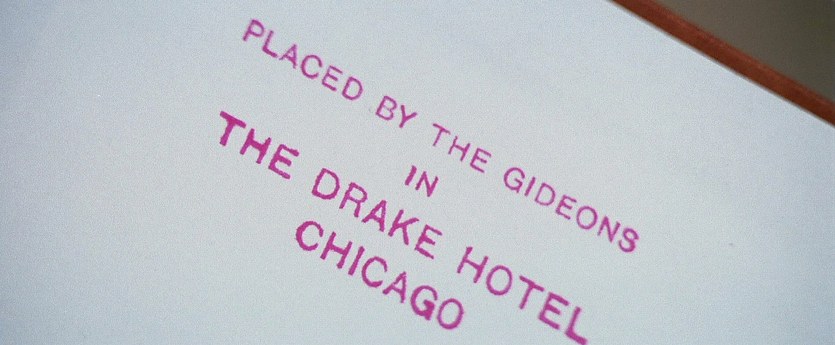 PLACED BY THE GIDEONS
IN
THE DRAKE HOTEL
CHICAGO